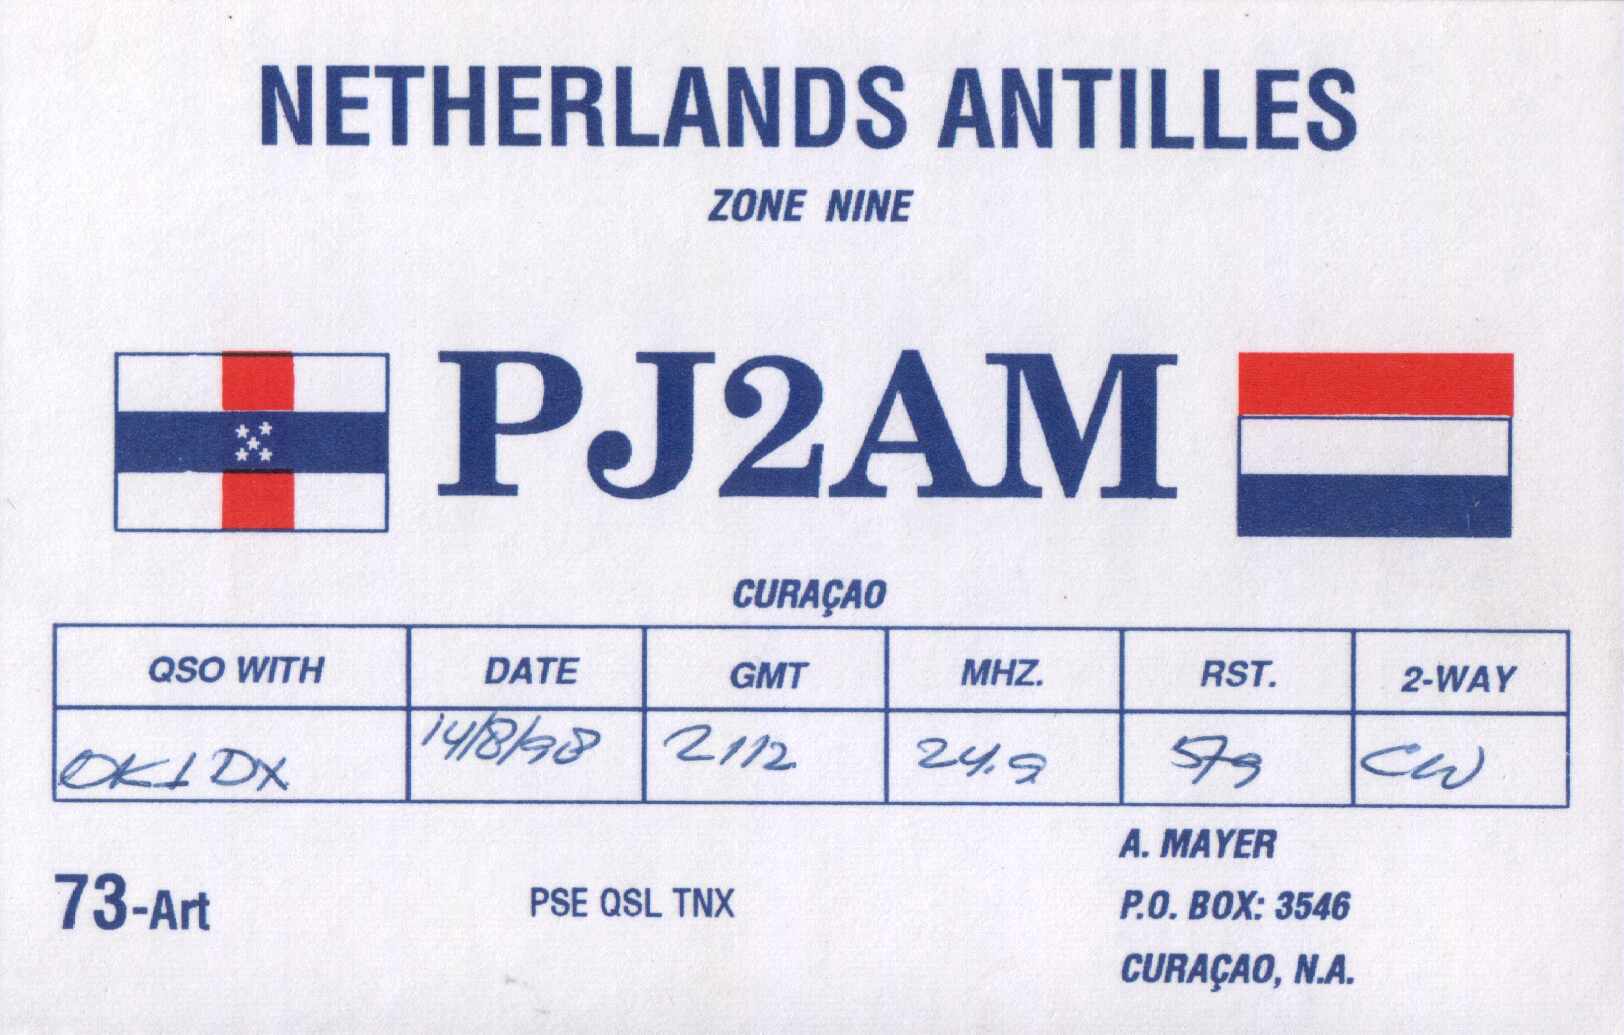 NETHERLANDS ANTILLES
ZONE NINE
PJ2AM
CURAÇAO
QSO WITH DATE GMT MHZ. RST. 2-WAY
OK1DX 14/8/98 2112 24.9 579 CW
A. MAYER
73-Art PSE QSL TNX P.O. BOX: 3546
CURAÇAO, N.A.